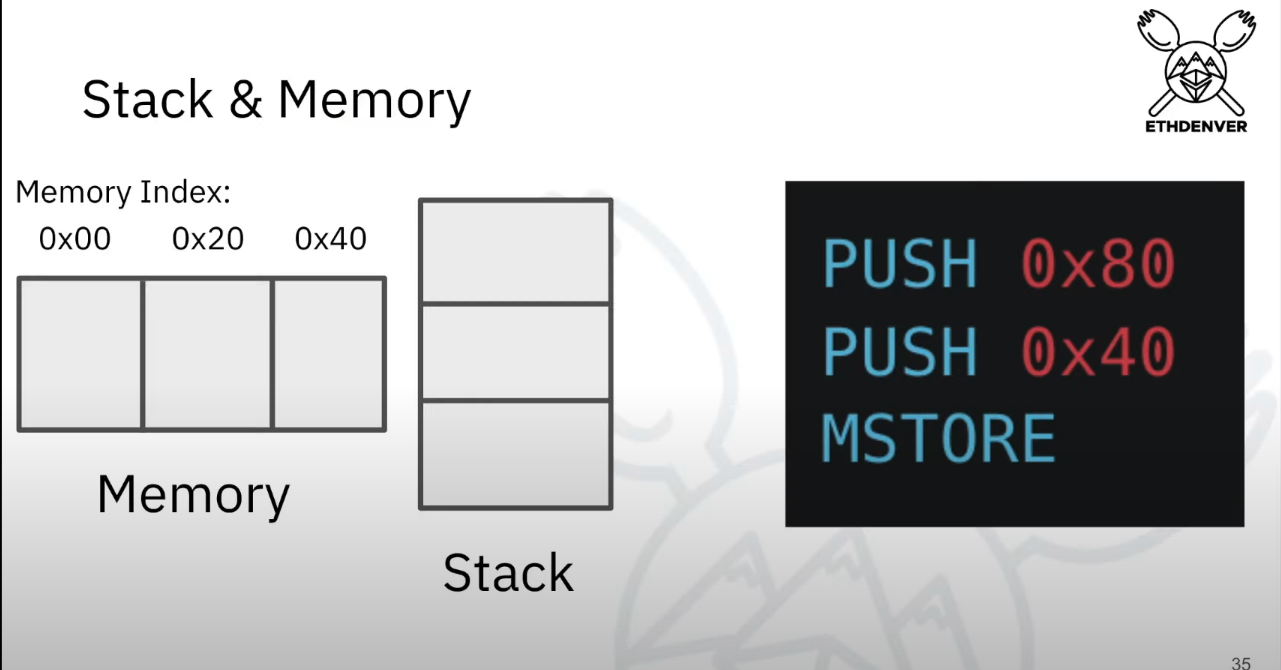 Stack & Memory
ETHDENVER
Memory Index:
0x00 0x20 0x40
Memory
Stack
PUSH 0x80
PUSH 0x40
MSTORE
35